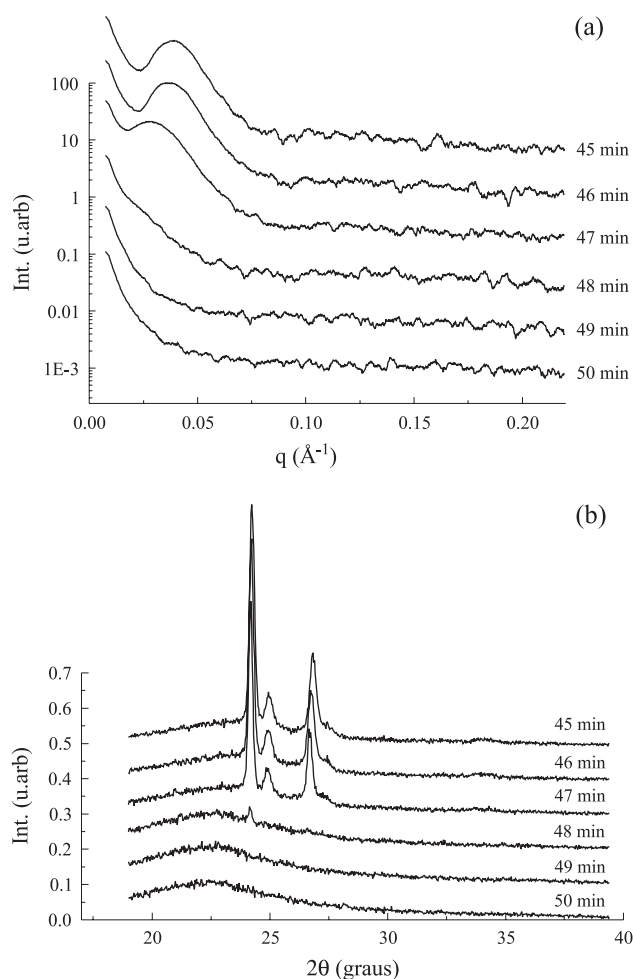 (a)
100
10
1
0.1
0.01
1E-3
Int. (u.arb)
45 min
46 min
47 min
48 min
49 min
50 min
0.00
0.05
0.10
0.15
0.20
q (Å⁻¹)
(b)
0.7
0.6
0.5
0.4
0.3
0.2
0.1
0.0
Int. (u.arb)
45 min
46 min
47 min
48 min
49 min
50 min
20
25
30
35
40
2θ (graus)